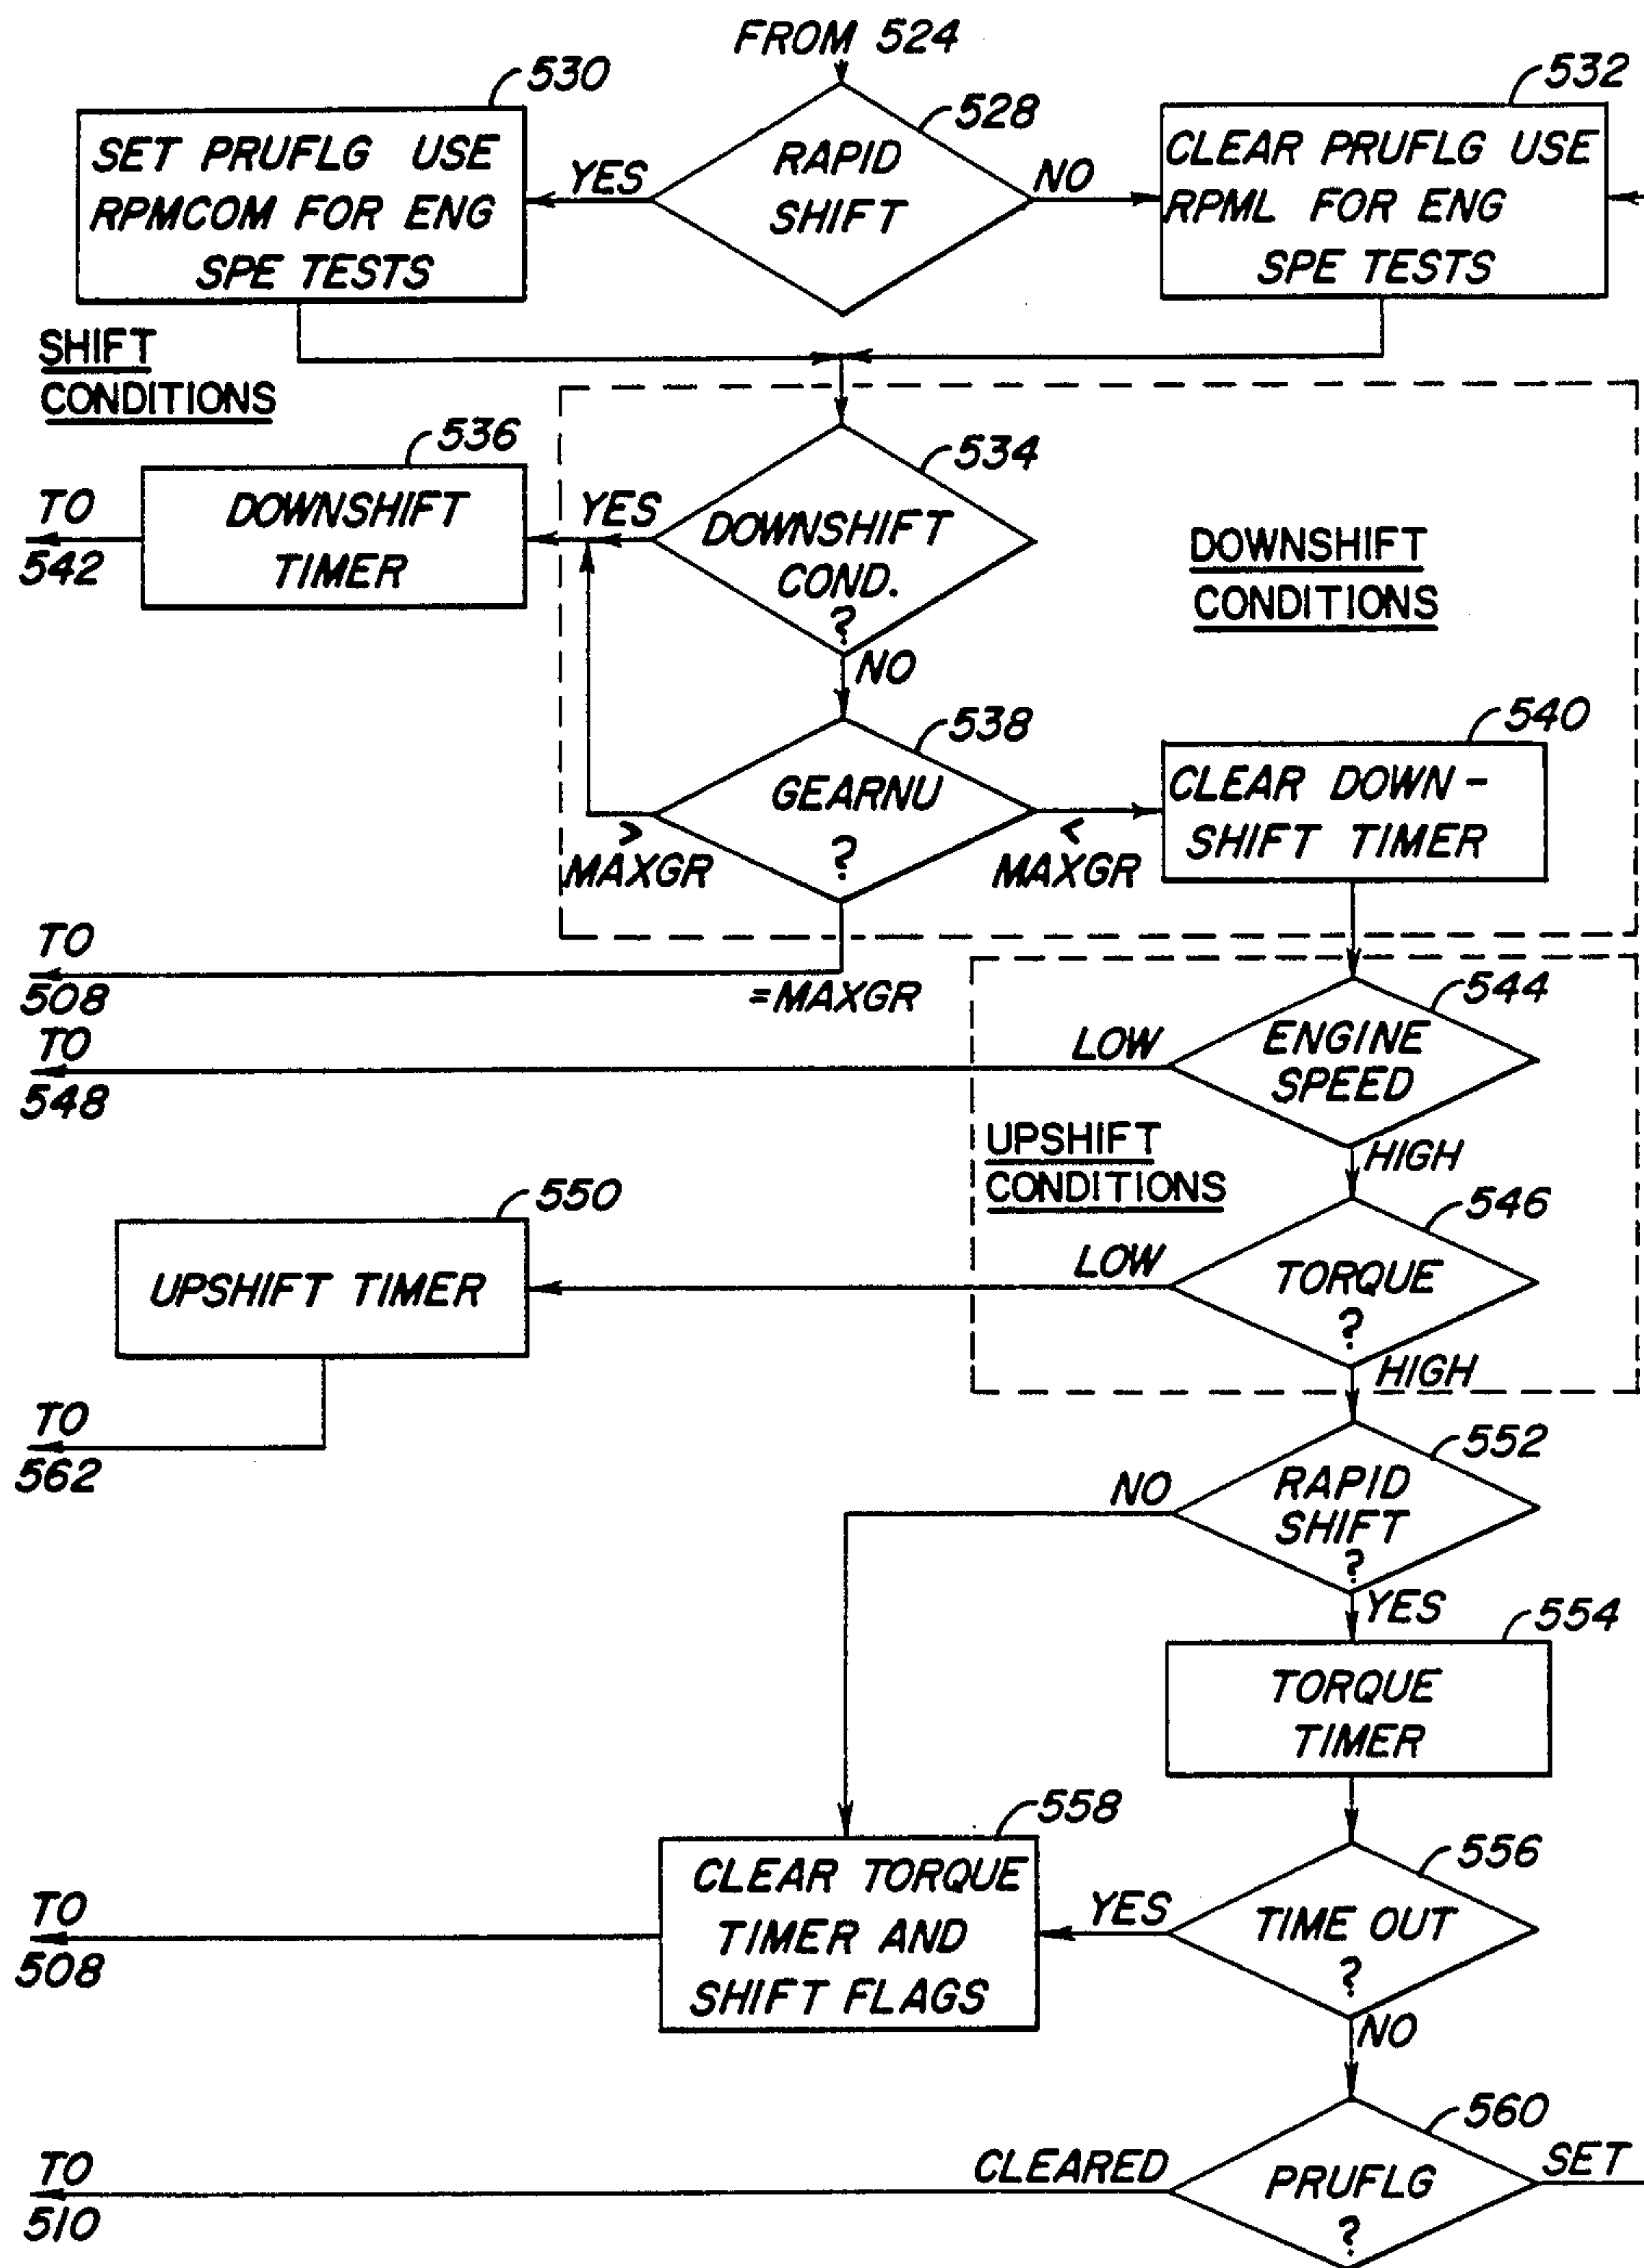 FROM 524
530
SET PRUFLG USE
RPMCOM FOR ENG
SPE TESTS
YES
528
RAPID
SHIFT
NO
532
CLEAR PRUFLG USE
RPML FOR ENG
SPE TESTS
SHIFT
CONDITIONS
536
DOWNSHIFT
TIMER
TO
542
YES
534
DOWNSHIFT
COND.
?
NO
DOWNSHIFT
CONDITIONS
538
GEARNU
?
>
MAXGR
<
MAXGR
=MAXGR
540
CLEAR DOWN-
SHIFT TIMER
TO
508
TO
548
LOW
544
ENGINE
SPEED
HIGH
UPSHIFT
CONDITIONS
550
UPSHIFT TIMER
LOW
546
TORQUE
?
HIGH
TO
562
NO
552
RAPID
SHIFT
?
YES
554
TORQUE
TIMER
558
CLEAR TORQUE
TIMER AND
SHIFT FLAGS
YES
556
TIME OUT
?
NO
TO
508
CLEARED
560
PRUFLG
?
SET
TO
510